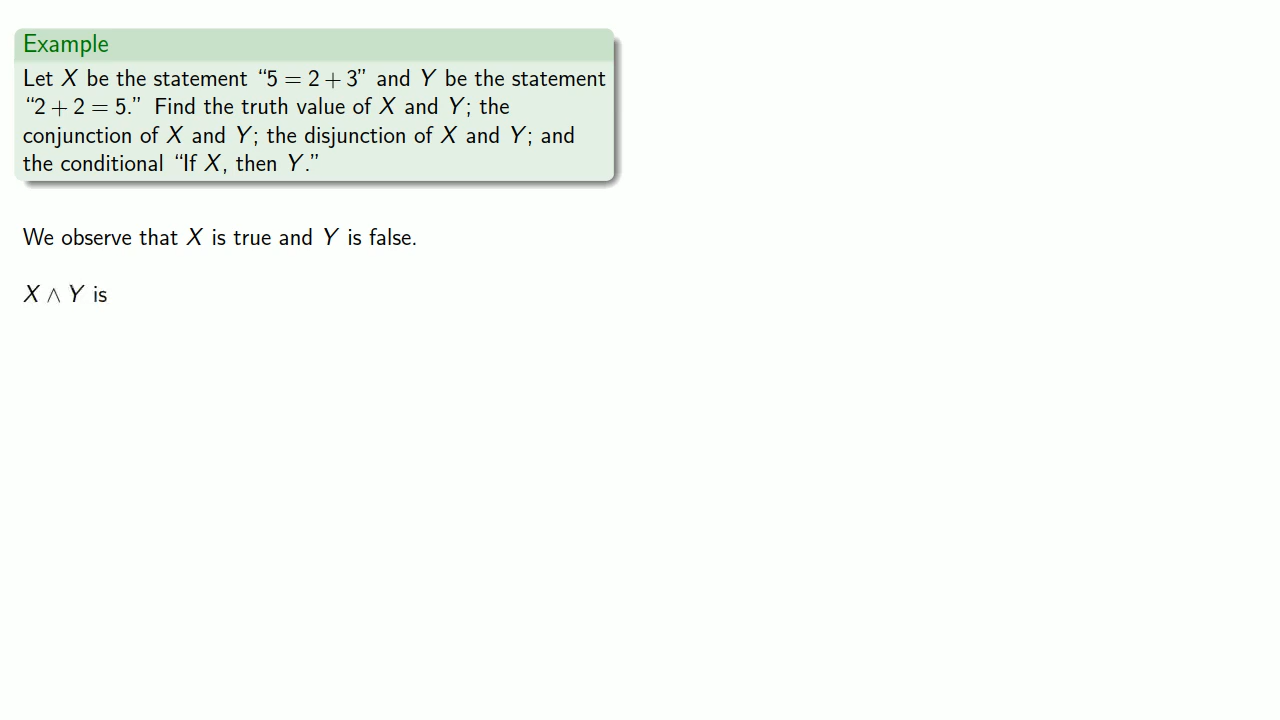 Example
Let X be the statement “5 = 2 + 3” and Y be the statement
“2 + 2 = 5.” Find the truth value of X and Y; the
conjunction of X and Y; the disjunction of X and Y; and
the conditional “If X, then Y.”
We observe that X is true and Y is false.
X ∧ Y is